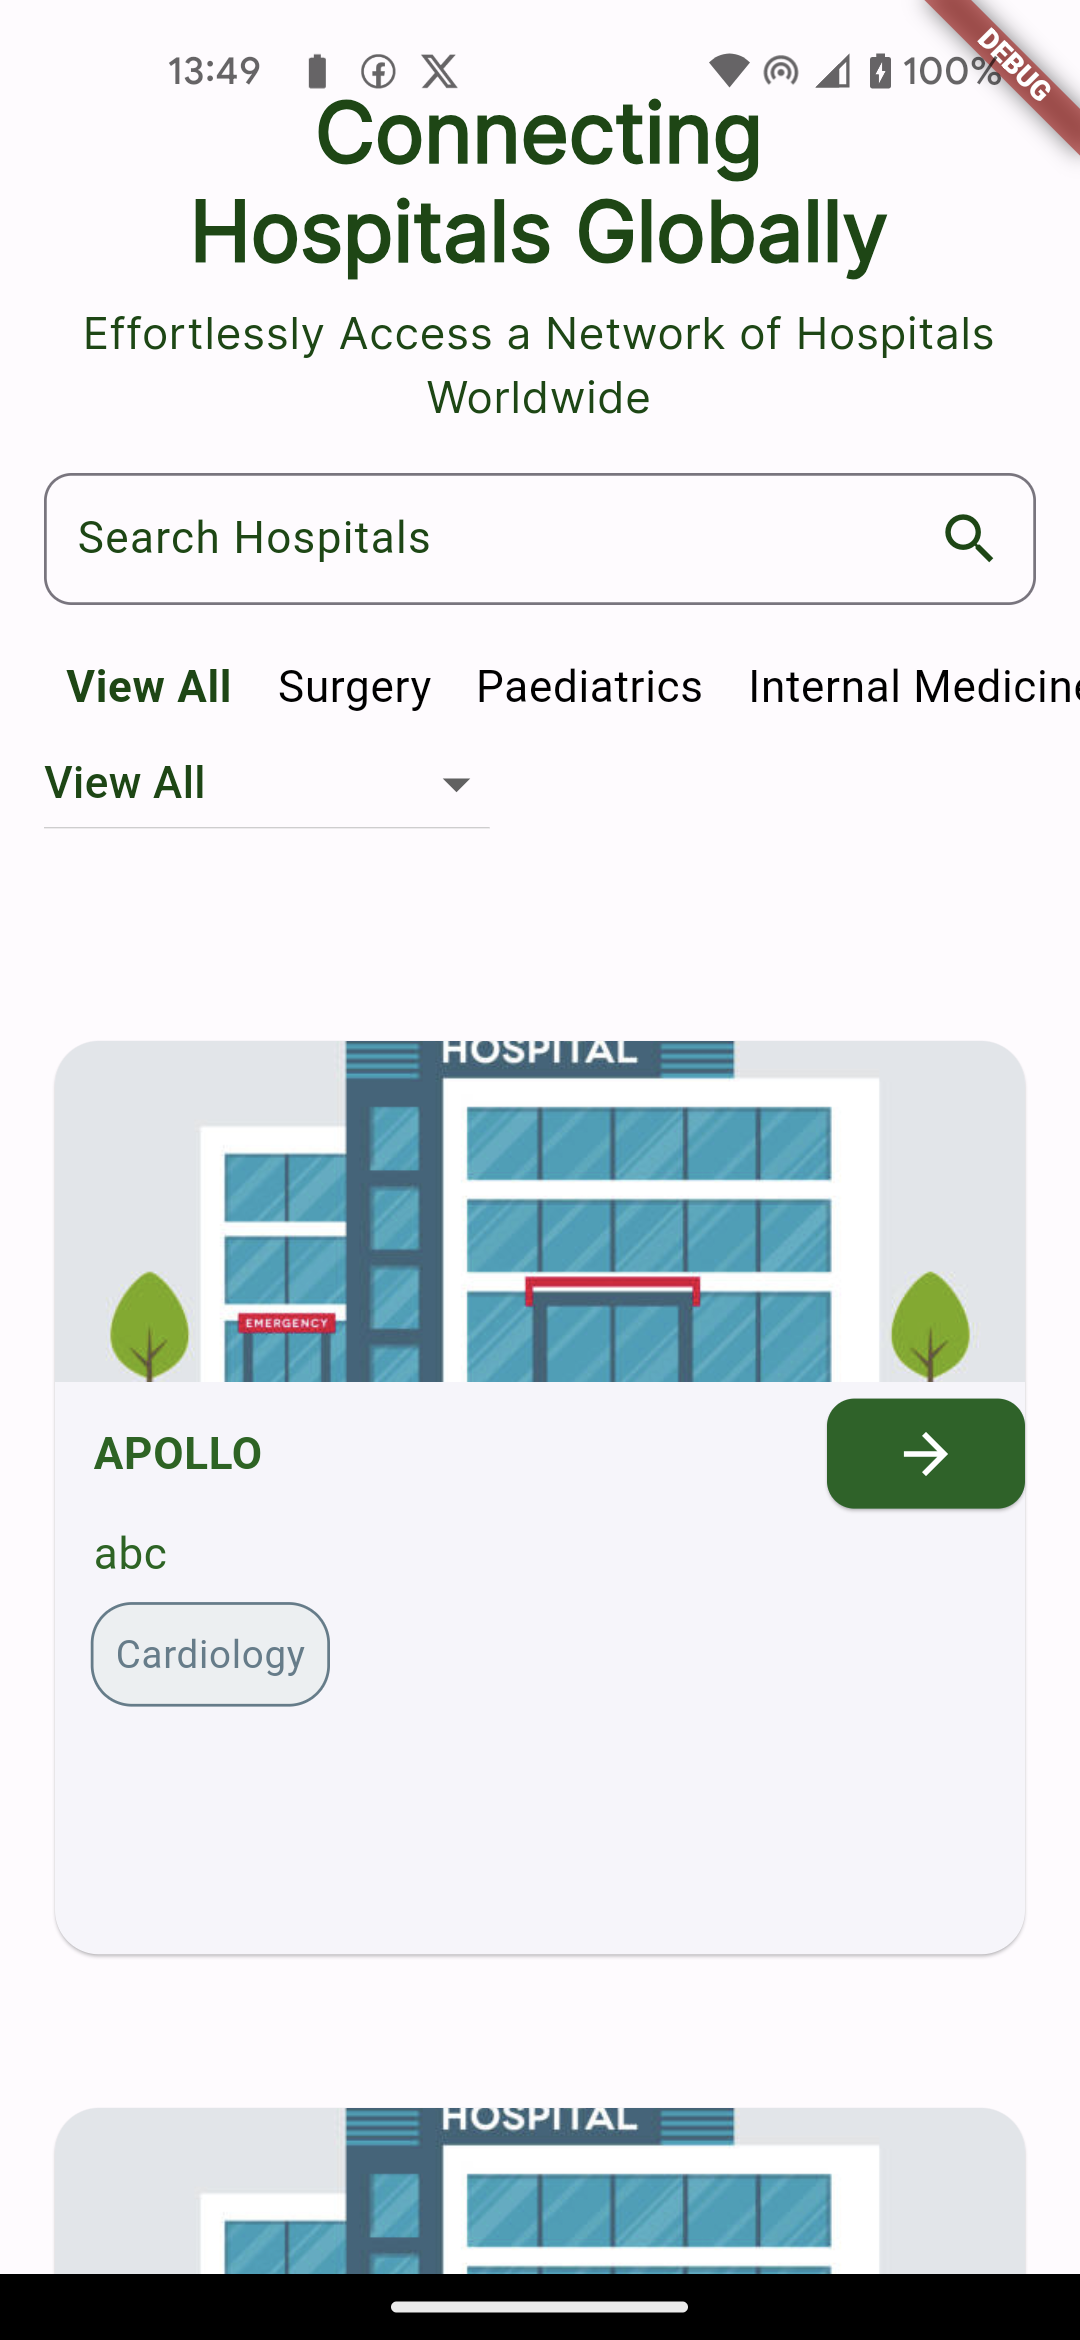 13:49
100%
DEBUG
Connecting
Hospitals Globally
Effortlessly Access a Network of Hospitals
Worldwide
Search Hospitals
View All Surgery Paediatrics Internal Medicine
View All
HOSPITAL
EMERGENCY
APOLLO
abc
Cardiology
HOSPITAL